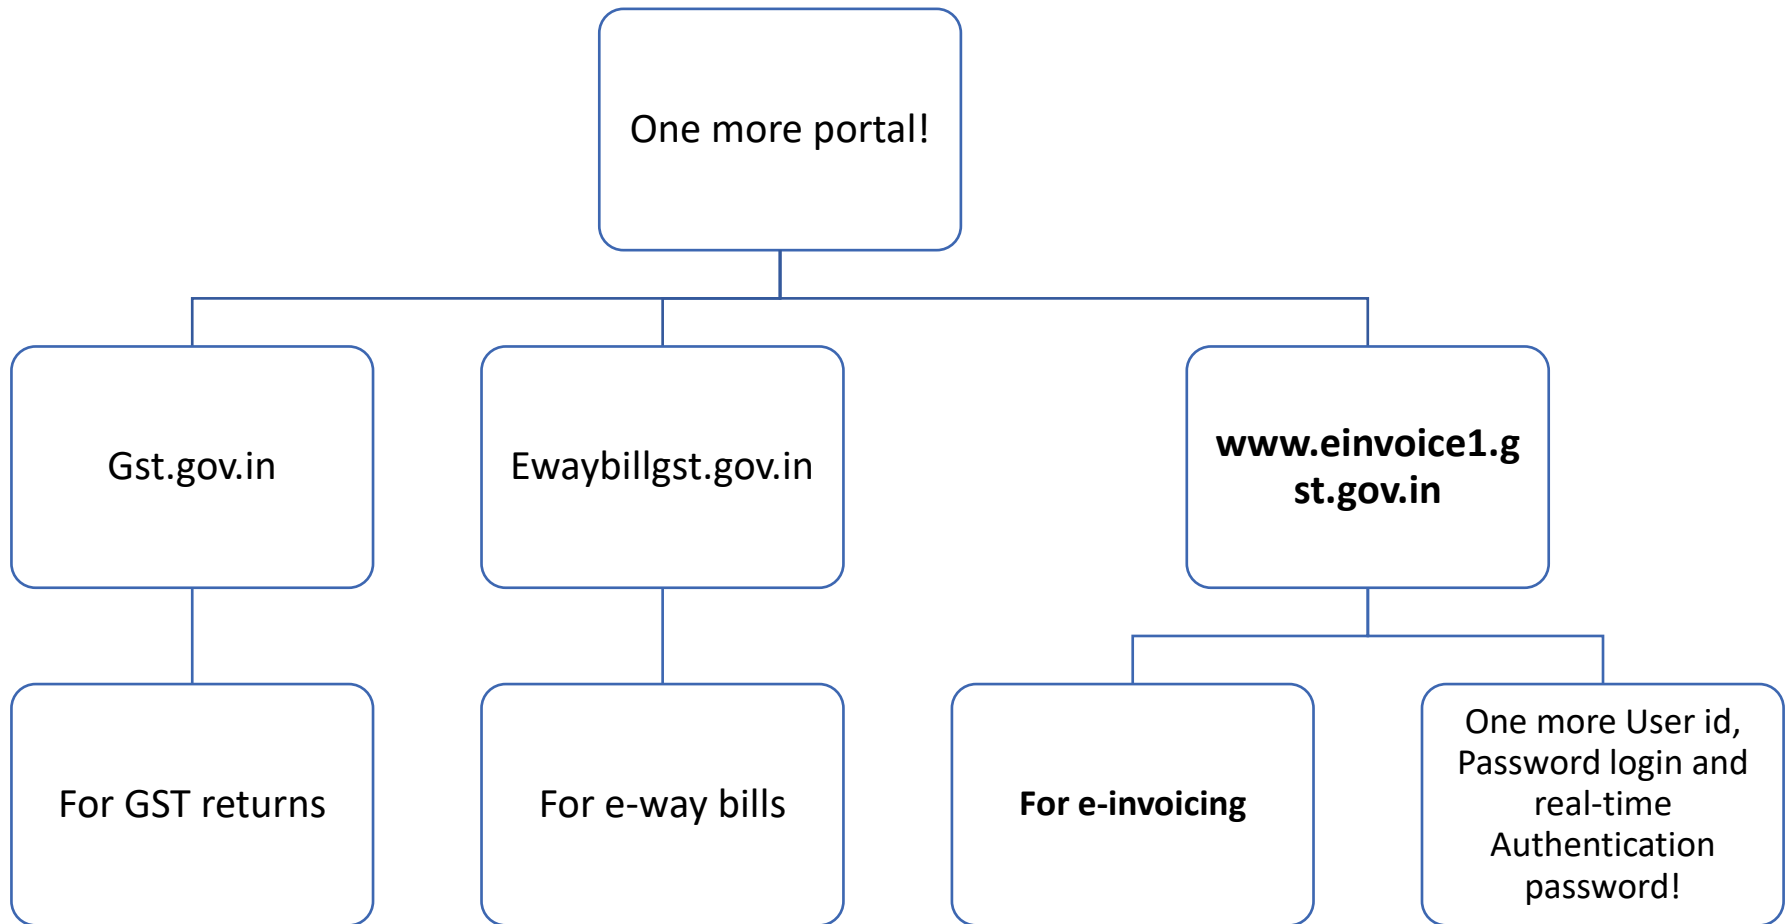 One more portal!
Gst.gov.in
Ewaybillgst.gov.in
www.einvoice1.g
st.gov.in
For GST returns
For e-way bills
For e-invoicing
One more User id,
Password login and
real-time
Authentication
password!